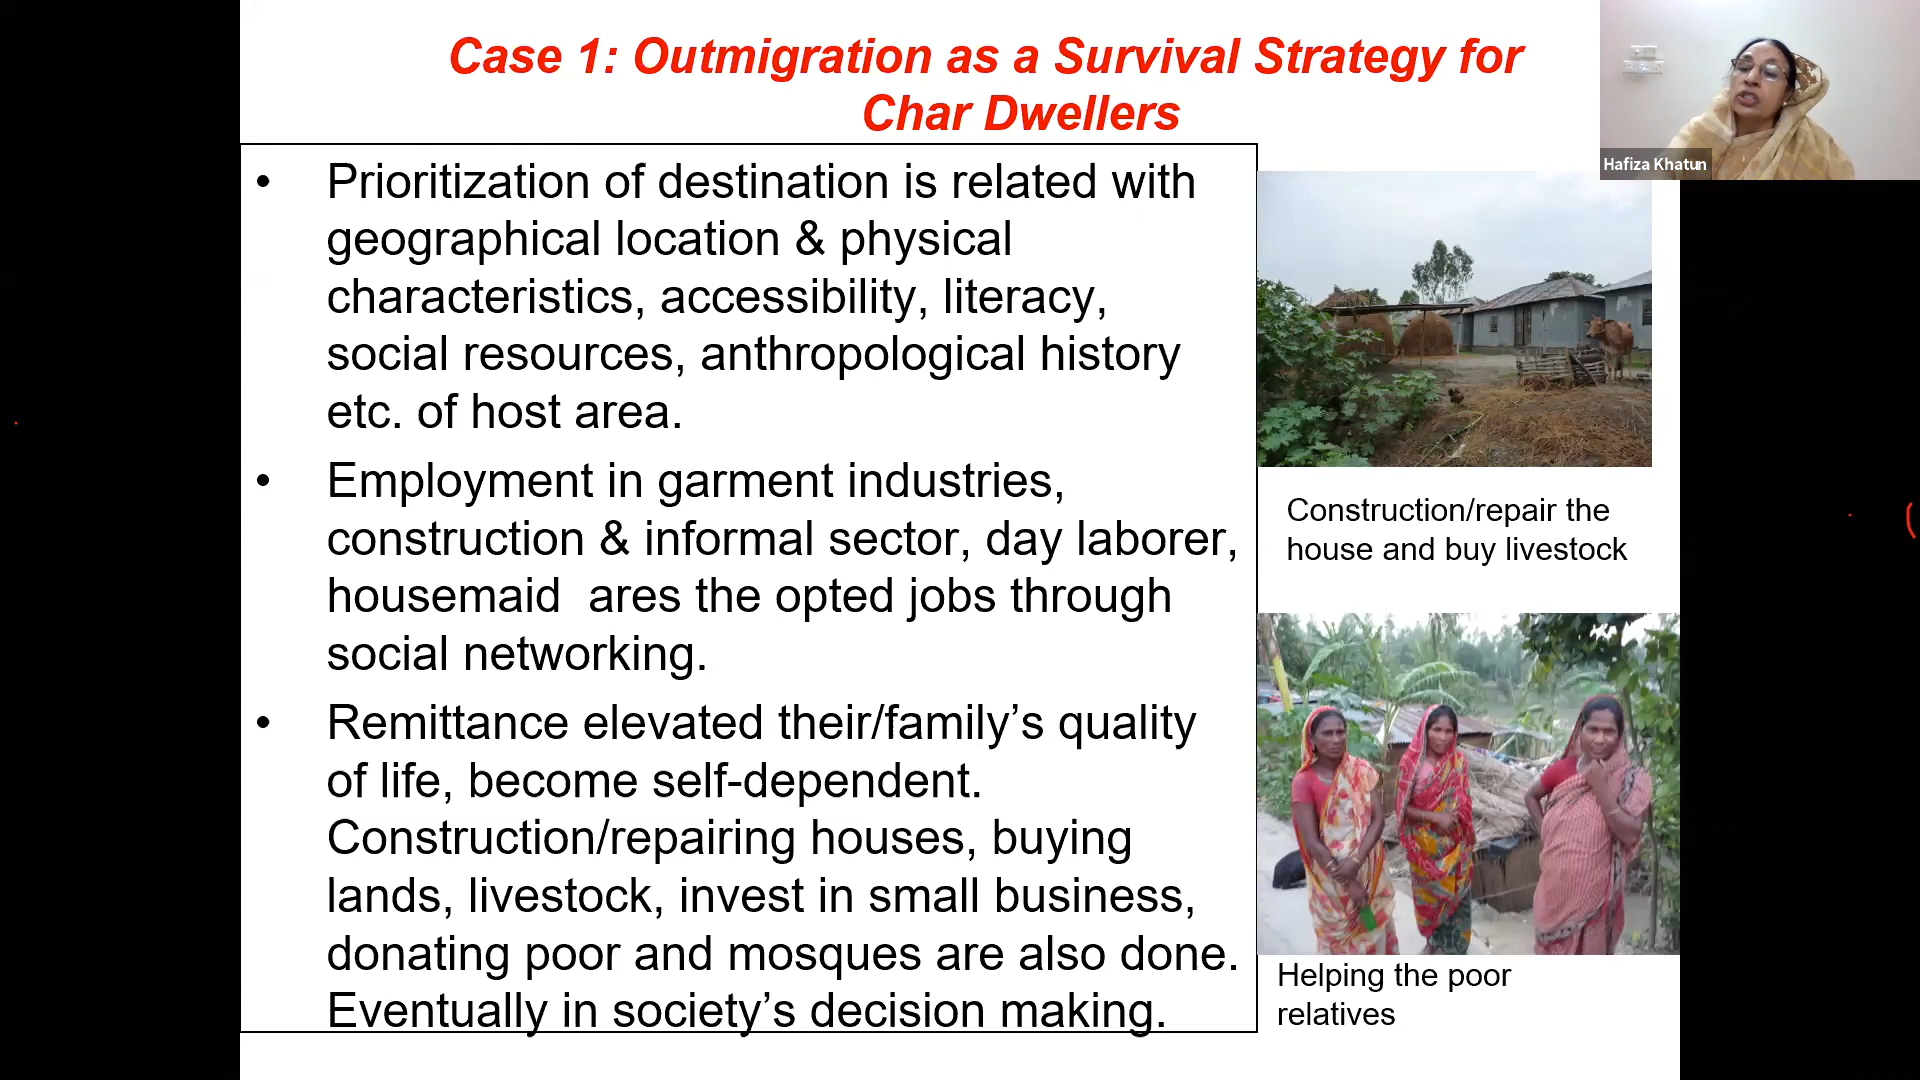 Case 1: Outmigration as a Survival Strategy for
Char Dwellers
Hafiza Khatun
• Prioritization of destination is related with
geographical location & physical
characteristics, accessibility, literacy,
social resources, anthropological history
etc. of host area.
• Employment in garment industries,
construction & informal sector, day laborer,
housemaid  ares the opted jobs through
social networking.
• Remittance elevated their/family’s quality
of life, become self-dependent.
Construction/repairing houses, buying
lands, livestock, invest in small business,
donating poor and mosques are also done.
Eventually in society’s decision making.
Construction/repair the
house and buy livestock
Helping the poor
relatives